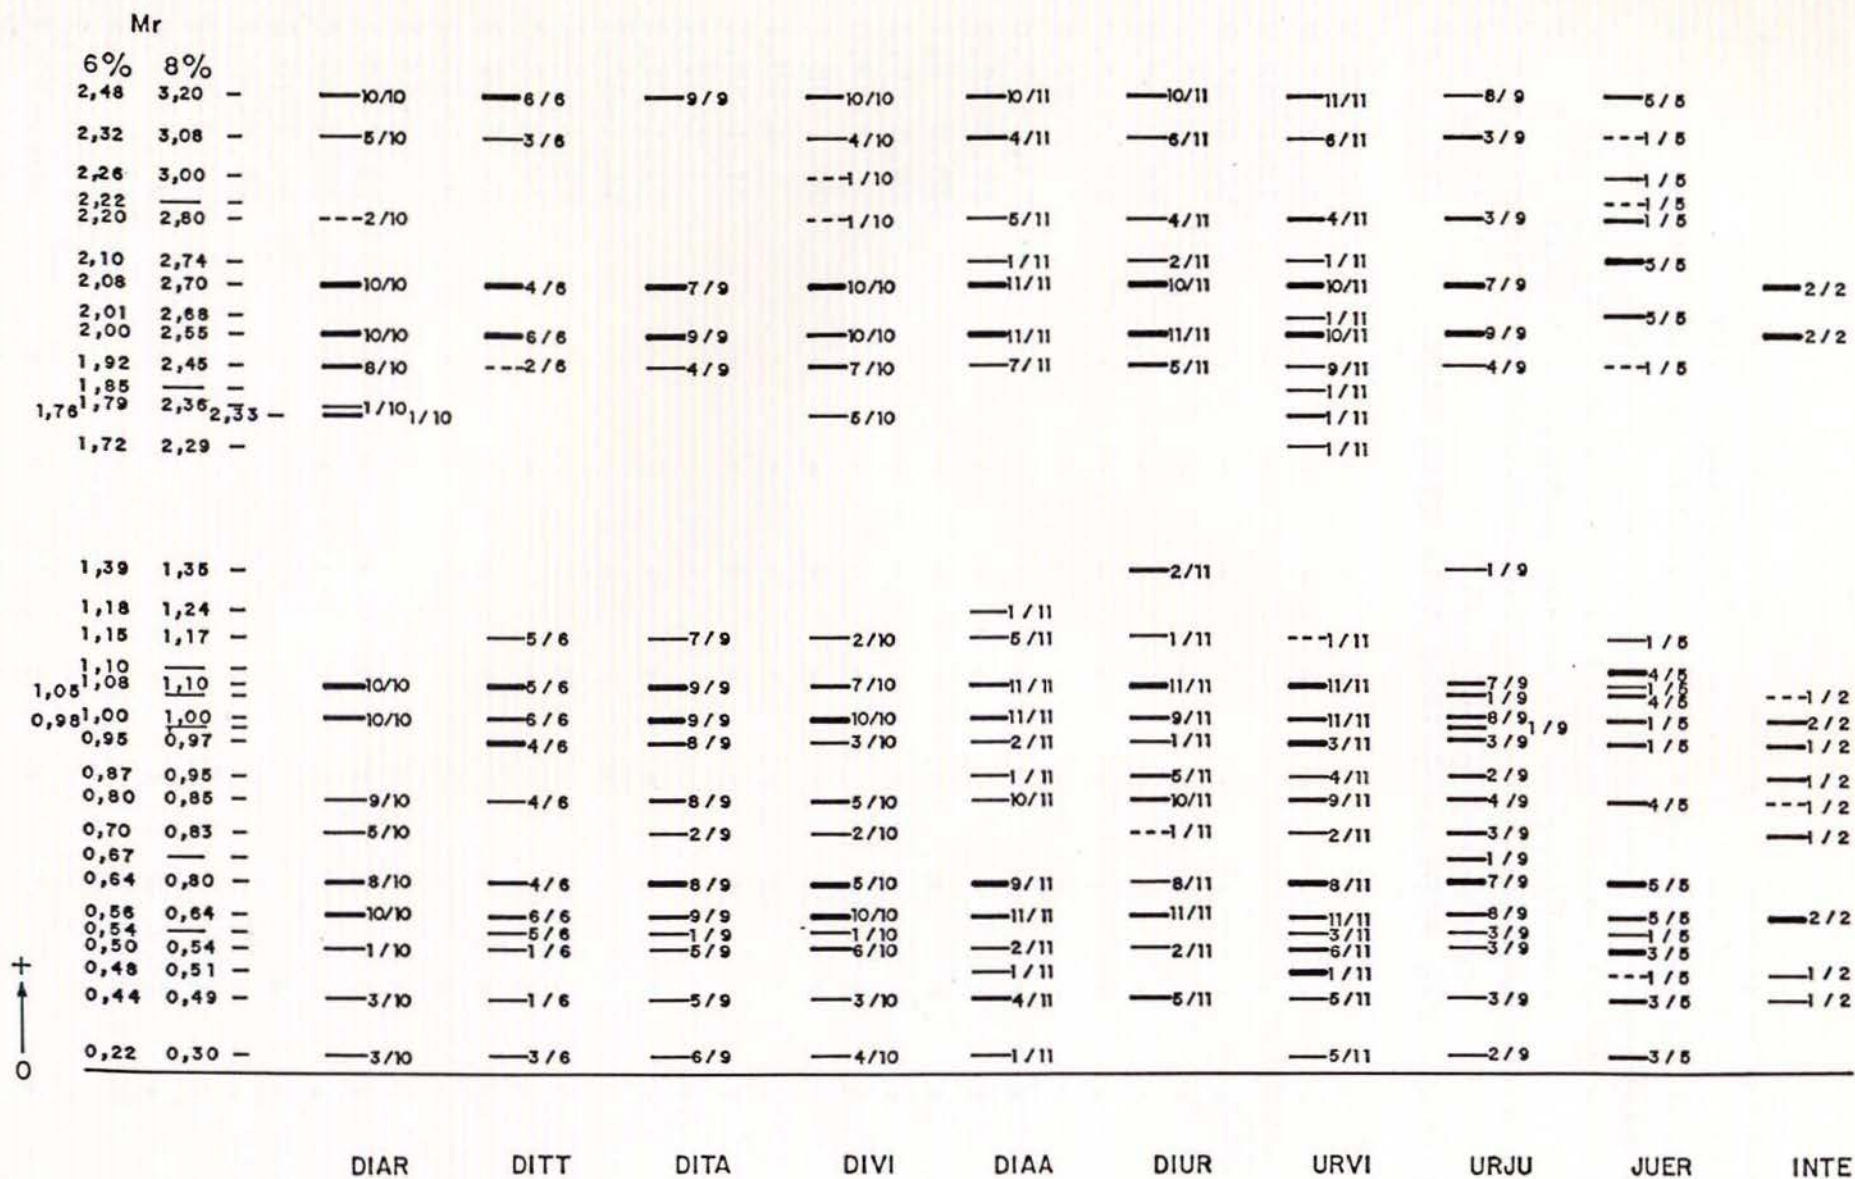 Mr
6% 8%
2,48 3,20 — 10/10 6/6 9/9 10/10 10/11 10/11 11/11 8/9 5/5
2,32 3,08 — 5/10 3/6 4/10 4/11 6/11 6/11 3/9 1/5
2,26 3,00 — 1/10 1/5
2,22 — — 1/5
2,20 2,80 — 2/10 1/10 5/11 4/11 4/11 3/9 1/5
2,10 2,74 — 1/11 2/11 1/11 5/5
2,08 2,70 — 10/10 4/6 7/9 10/10 11/11 10/11 10/11 7/9 2/2
2,01 2,68 — 1/11 5/5
2,00 2,55 — 10/10 6/6 9/9 10/10 11/11 11/11 10/11 9/9 2/2
1,92 2,45 — 8/10 2/6 4/9 7/10 7/11 5/11 9/11 4/9 1/5
1,85 — — 1/11
1,79 2,36 — 1/10
1,76 2,33 — 1/10 5/10 1/11
1,72 2,29 — 1/11
1,39 1,35 — 2/11 1/9
1,18 1,24 — 1/11
1,15 1,17 — 5/6 7/9 2/10 5/11 1/11 1/11 1/5
1,10 — — 4/5
1,08 1,10 — 10/10 5/6 9/9 7/10 11/11 11/11 11/11 7/9 1/5
1,05 — — 1/9 4/5 1/2
1,00 1,00 — 10/10 6/6 9/9 10/10 11/11 9/11 11/11 8/9 1/5 2/2
0,98 — — 1/9
0,95 0,97 — 4/6 8/9 3/10 2/11 1/11 3/11 3/9 1/5 1/2
0,87 0,95 — 1/11 5/11 4/11 2/9 1/2
0,80 0,85 — 9/10 4/6 8/9 5/10 10/11 10/11 9/11 4/9 4/5 1/2
0,70 0,83 — 5/10 2/9 2/10 1/11 2/11 3/9 1/2
0,67 — — 1/9
0,64 0,80 — 8/10 4/6 8/9 5/10 9/11 8/11 8/11 7/9 5/5
0,56 0,64 — 10/10 6/6 9/9 10/10 11/11 11/11 11/11 8/9 5/5 2/2
0,54 — — 5/6 1/9 1/10 3/11 3/9 1/5
0,50 0,54 — 1/10 1/6 5/9 6/10 2/11 2/11 6/11 3/9 3/5
0,48 0,51 — 1/11 1/11 1/5 1/2
0,44 0,49 — 3/10 1/6 5/9 3/10 4/11 5/11 5/11 3/9 3/5 1/2
0,22 0,30 — 3/10 3/6 6/9 4/10 1/11 5/11 2/9 3/5
+
0
DIAR DITT DITA DIVI DIAA DIUR URVI URJU JUER INTE